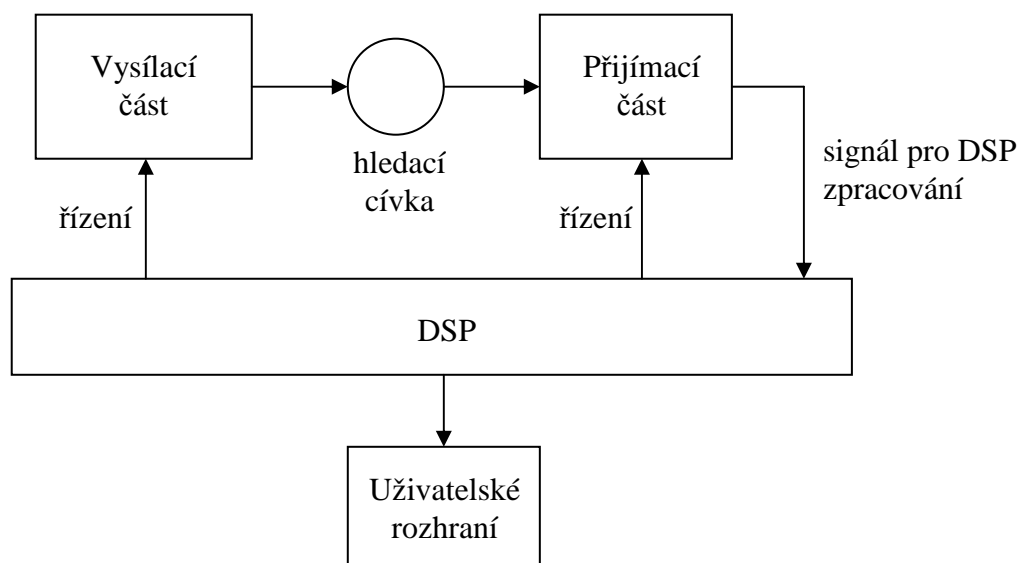 Vysílací
část
hledací
cívka
Přijímací
část
signál pro DSP
zpracování
řízení
řízení
DSP
Uživatelské
rozhraní